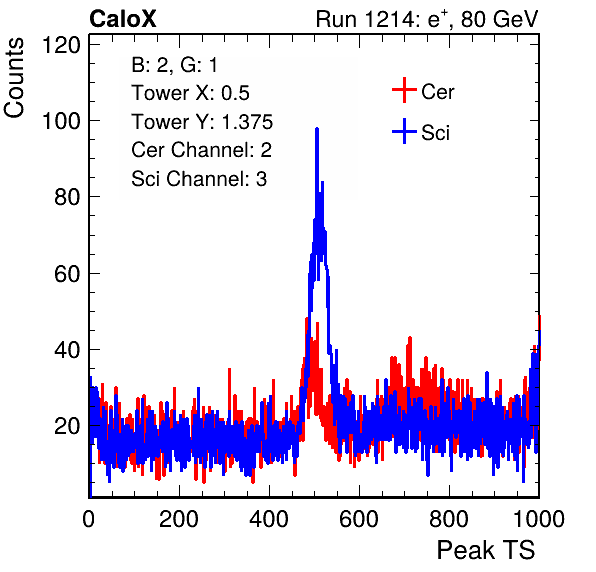 CaloX Run 1214: e⁺, 80 GeV
Counts
120
100
80
60
40
20
B: 2, G: 1
Tower X: 0.5
Tower Y: 1.375
Cer Channel: 2
Sci Channel: 3
Cer
Sci
0 200 400 600 800 1000
Peak TS